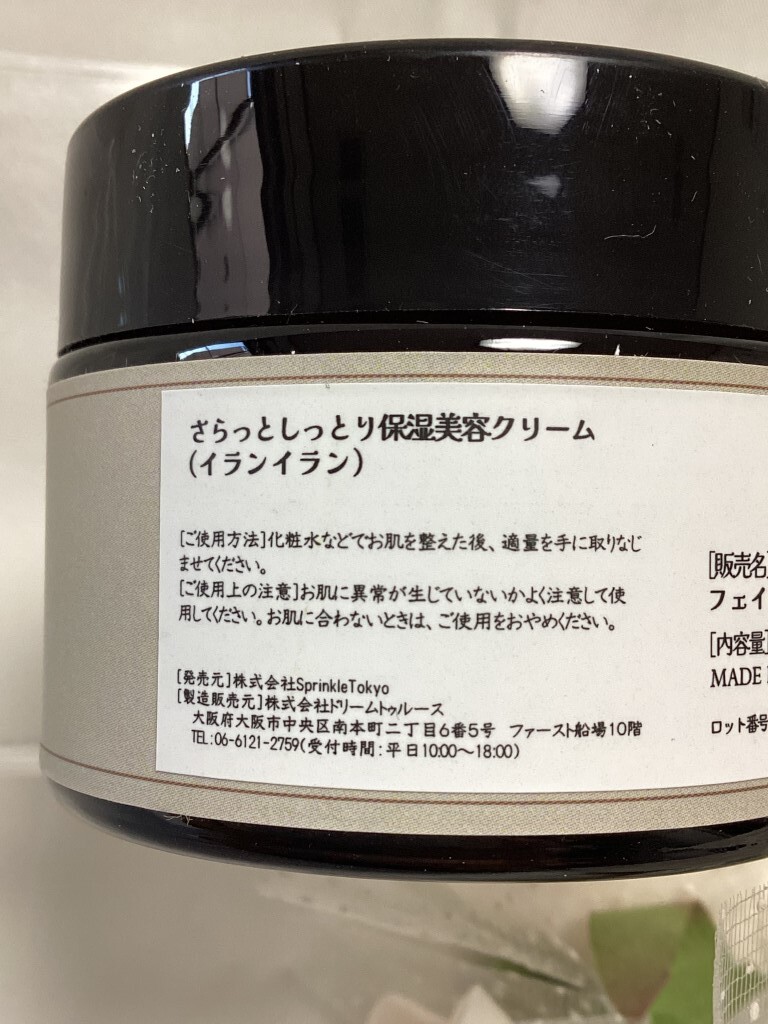 さらっとしっとり保湿美容クリーム
(イランイラン)
[ご使用方法]化粧水などでお肌を整えた後、適量を手に取りなじ
ませてください。
[ご使用上の注意]お肌に異常が生じていないかよく注意して使
用してください。お肌に合わないときは、ご使用をおやめください。
[発売元]株式会社SprinkleTokyo
[製造販売元]株式会社ドリームトゥルース
大阪府大阪市中央区南本町二丁目6番5号 ファースト船場10階
TEL:06-6121-2759(受付時間:平日10:00〜18:00)
[販売名]
フェイ
[内容量]
MADE
ロット番号